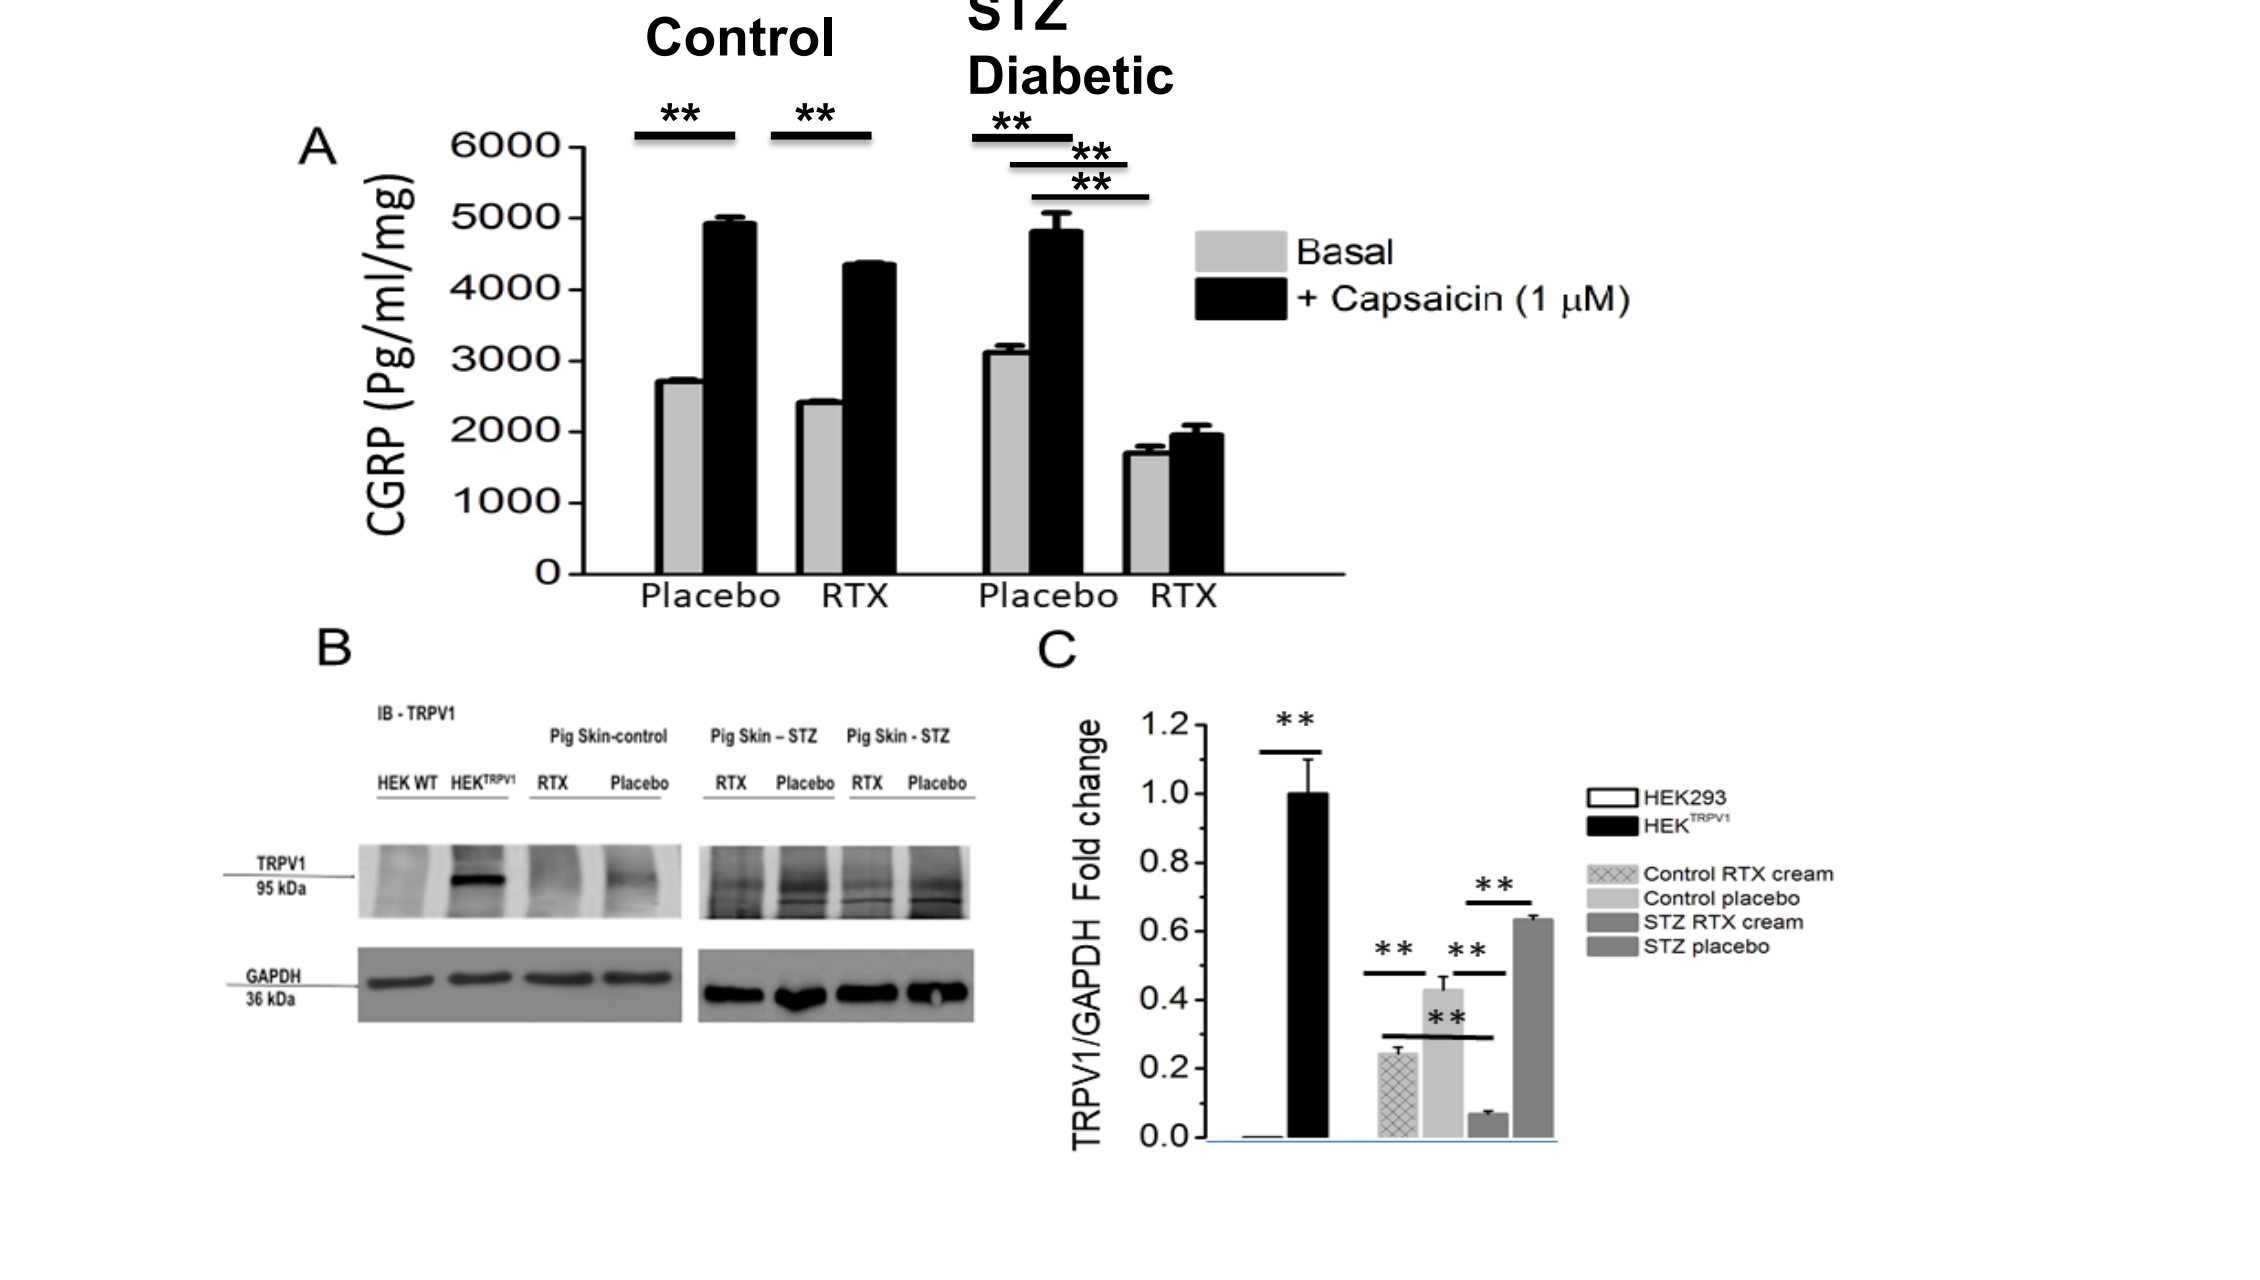 Control
STZ
Diabetic
** ** **
**
**
A
6000
5000
4000
3000
2000
1000
0
CGRP (Pg/ml/mg)
Basal
+ Capsaicin (1 μM)
Placebo RTX Placebo RTX
B
IB - TRPV1
Pig Skin-control Pig Skin – STZ Pig Skin - STZ
HEK WT HEKTRPV1 RTX Placebo RTX Placebo RTX Placebo
TRPV1
95 kDa
GAPDH
36 kDa
C
TRPV1/GAPDH Fold change
1.2
1.0
0.8
0.6
0.4
0.2
0.0
**
**
** **
**
HEK293
HEKTRPV1
Control RTX cream
Control placebo
STZ RTX cream
STZ placebo